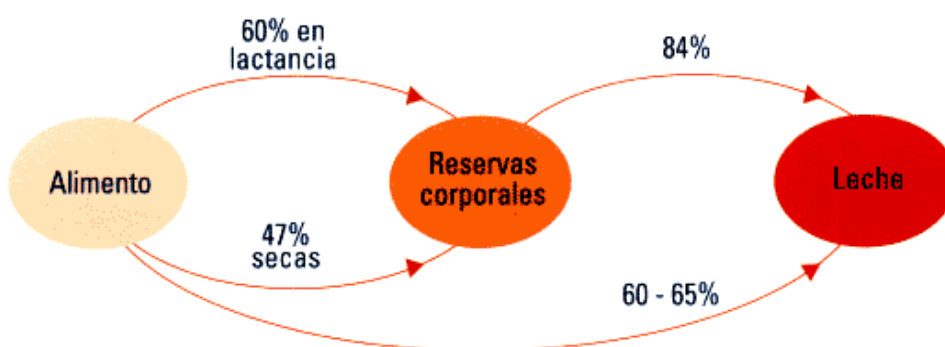 60% en
lactancia
84%
Alimento
Reservas
corporales
Leche
47%
secas
60 - 65%